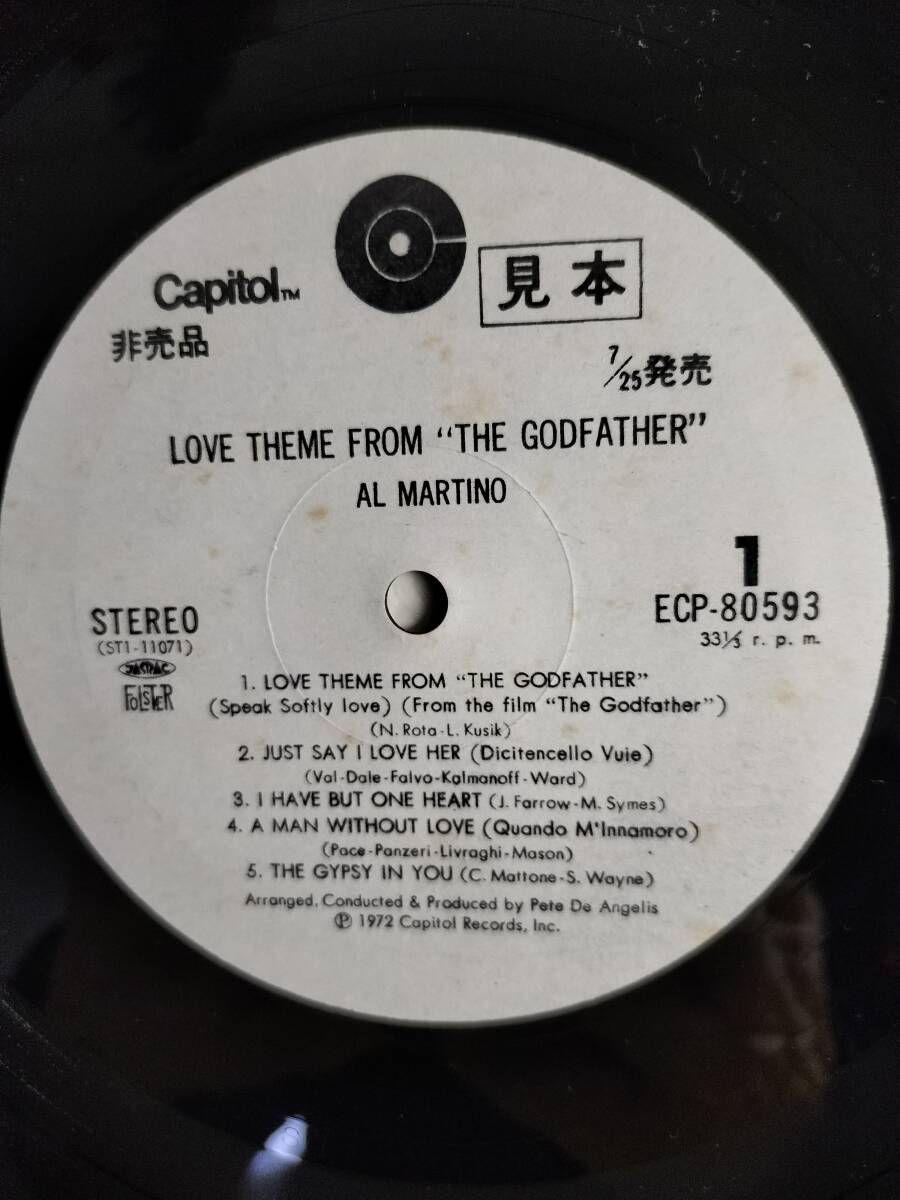 Capitol™
見本
非売品
7/25発売
LOVE THEME FROM “THE GODFATHER”
AL MARTINO
1
STEREO
ECP-80593
(ST1-11071)
33⅓ r. p. m.
JASRAC
FOLSTER
1. LOVE THEME FROM “THE GODFATHER”
(Speak Softly love) (From the film “The Godfather”)
(N. Rota-L. Kusik)
2. JUST SAY I LOVE HER (Dicitencello Vuie)
(Val-Dale-Falvo-Kalmanoff-Ward)
3. I HAVE BUT ONE HEART (J. Farrow-M. Symes)
4. A MAN WITHOUT LOVE (Quando M'Innamoro)
(Pace-Panzeri-Livraghi-Mason)
5. THE GYPSY IN YOU (C. Mattone-S. Wayne)
Arranged, Conducted & Produced by Pete De Angelis
℗ 1972 Capitol Records, Inc.